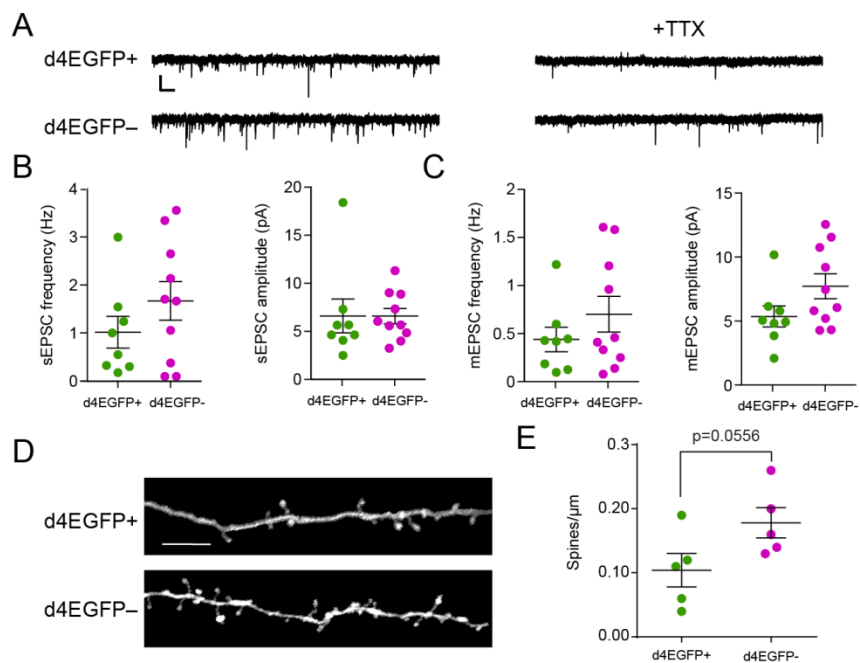 A
+TTX
d4EGFP+
d4EGFP–
B
C
sEPSC frequency (Hz)
4
3
2
1
0
d4EGFP+ d4EGFP-
sEPSC amplitude (pA)
20
15
10
5
0
d4EGFP+ d4EGFP-
mEPSC frequency (Hz)
2
1.5
1
0.5
0
d4EGFP+ d4EGFP-
mEPSC amplitude (pA)
15
10
5
0
d4EGFP+ d4EGFP-
D
d4EGFP+
d4EGFP–
E
p=0.0556
Spines/µm
0.3
0.20
0.10
0.00
d4EGFP+ d4EGFP-